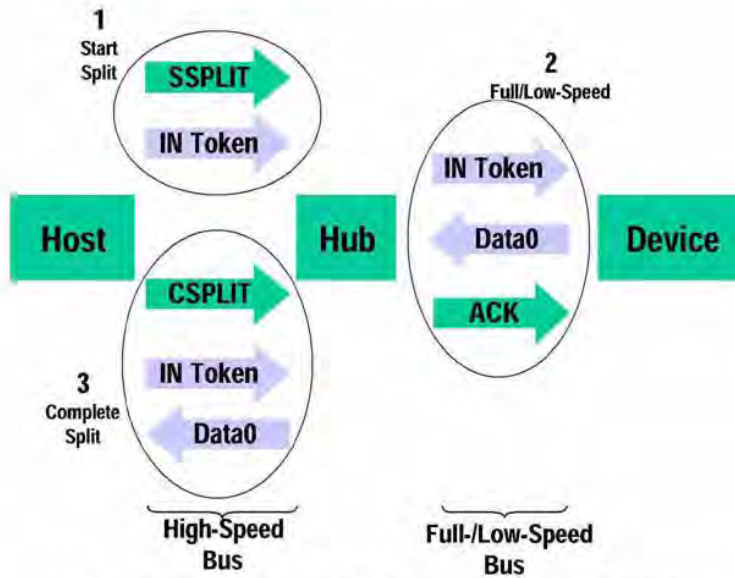 1
Start
Split
SSPLIT
IN Token
2
Full/Low-Speed
IN Token
Data0
ACK
Host
Hub
Device
CSPLIT
IN Token
Data0
3
Complete
Split
High-Speed
Bus
Full-/Low-Speed
Bus